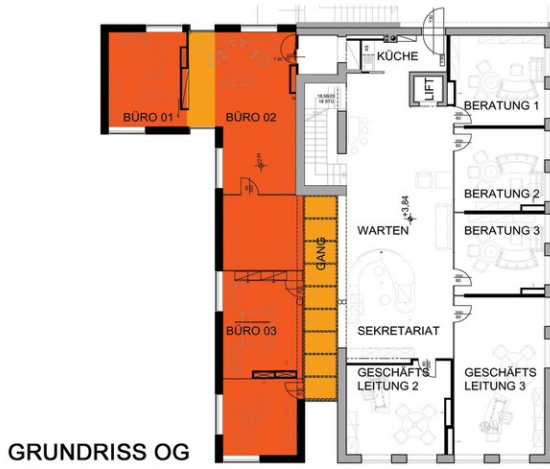 KÜCHE
LIFT
BERATUNG 1
BÜRO 01
BÜRO 02
BERATUNG 2
+3,84
WARTEN
BERATUNG 3
GANG
BÜRO 03
SEKRETARIAT
GESCHÄFTS
LEITUNG 2
GESCHÄFTS
LEITUNG 3
GRUNDRISS OG